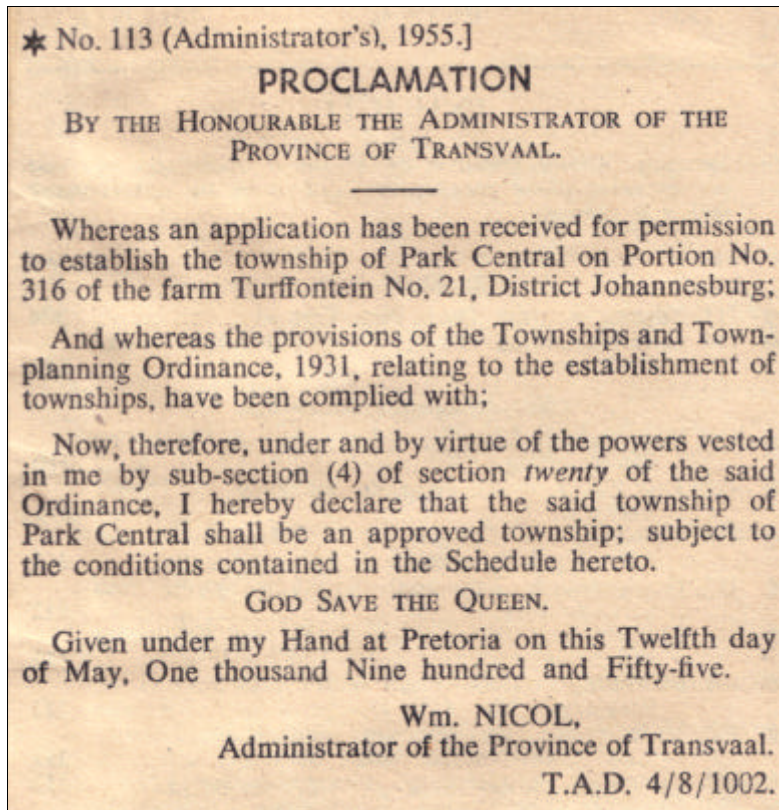 * No. 113 (Administrator's), 1955.]
PROCLAMATION
BY THE HONOURABLE THE ADMINISTRATOR OF THE
PROVINCE OF TRANSVAAL.
Whereas an application has been received for permission
to establish the township of Park Central on Portion No.
316 of the farm Turffontein No. 21, District Johannesburg;
And whereas the provisions of the Townships and Town-
planning Ordinance, 1931, relating to the establishment of
townships, have been complied with;
Now, therefore, under and by virtue of the powers vested
in me by sub-section (4) of section twenty of the said
Ordinance, I hereby declare that the said township of
Park Central shall be an approved township; subject to
the conditions contained in the Schedule hereto.
GOD SAVE THE QUEEN.
Given under my Hand at Pretoria on this Twelfth day
of May, One thousand Nine hundred and Fifty-five.
Wm. NICOL,
Administrator of the Province of Transvaal.
T.A.D. 4/8/1002.